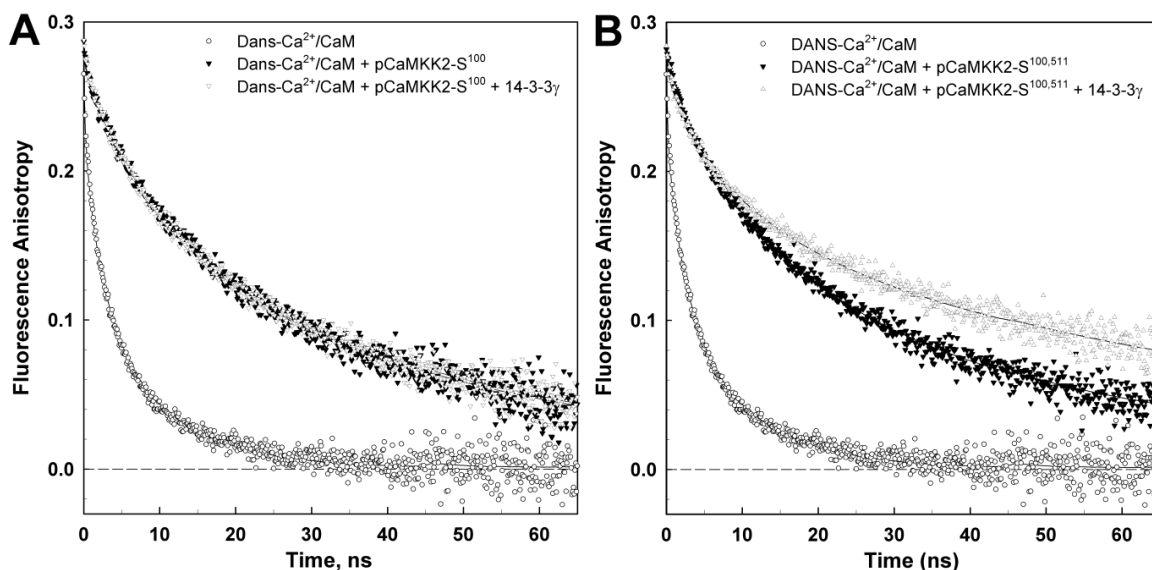 A
Fluorescence Anisotropy
0.3
0.2
0.1
0.0
○ Dans-Ca²⁺/CaM
▼ Dans-Ca²⁺/CaM + pCaMKK2-S¹⁰⁰
▽ Dans-Ca²⁺/CaM + pCaMKK2-S¹⁰⁰ + 14-3-3γ
0 10 20 30 40 50 60
Time, ns
B
Fluorescence Anisotropy
0.3
0.2
0.1
0.0
○ DANS-Ca²⁺/CaM
▼ DANS-Ca²⁺/CaM + pCaMKK2-S¹⁰⁰,⁵¹¹
△ DANS-Ca²⁺/CaM + pCaMKK2-S¹⁰⁰,⁵¹¹ + 14-3-3γ
0 10 20 30 40 50 60
Time (ns)